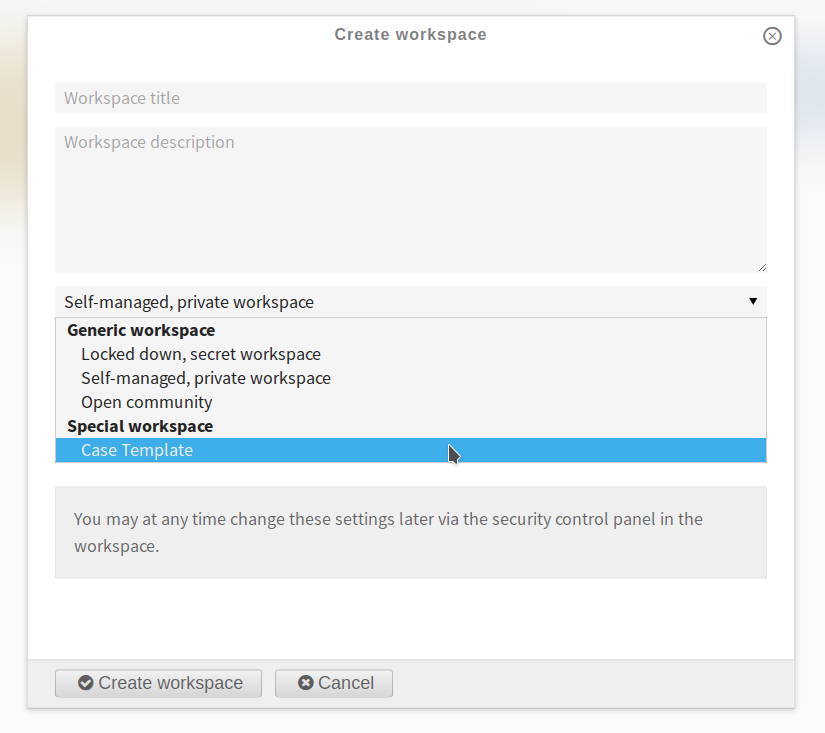 Create workspace
Workspace title
Workspace description
Self-managed, private workspace
Generic workspace
Locked down, secret workspace
Self-managed, private workspace
Open community
Special workspace
Case Template
You may at any time change these settings later via the security control panel in the
workspace.
Create workspace
Cancel